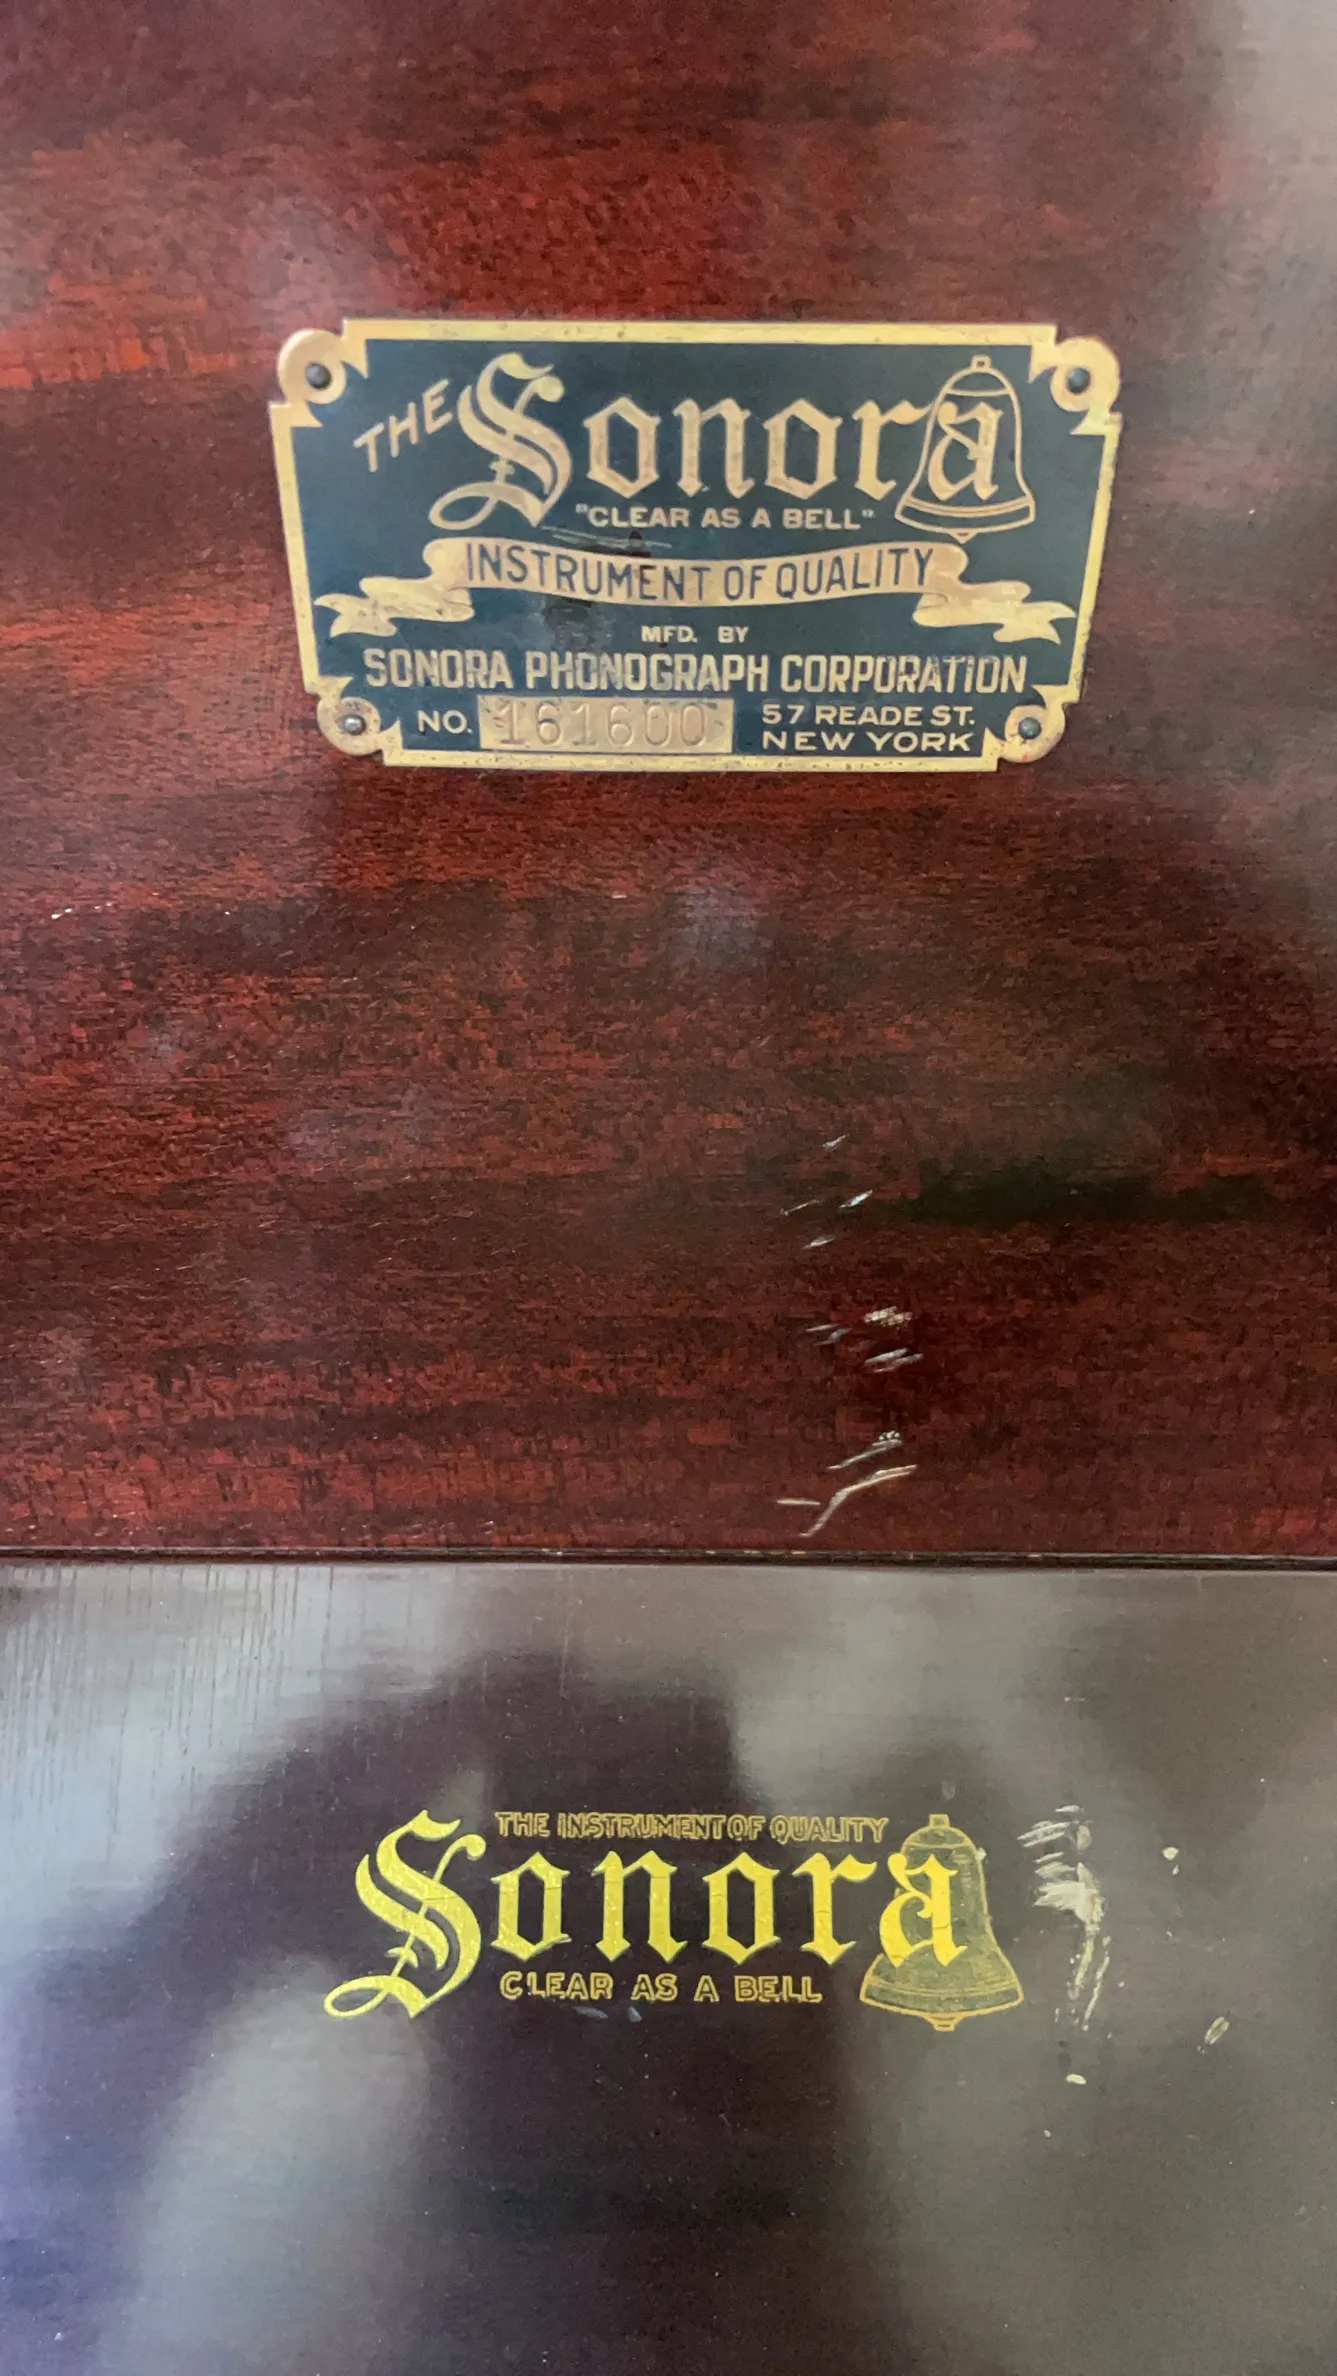 THE Sonora
"CLEAR AS A BELL"
INSTRUMENT OF QUALITY
MFD. BY
SONORA PHONOGRAPH CORPORATION
NO. 161600 57 READE ST.
NEW YORK
THE INSTRUMENT OF QUALITY
Sonora
CLEAR AS A BELL